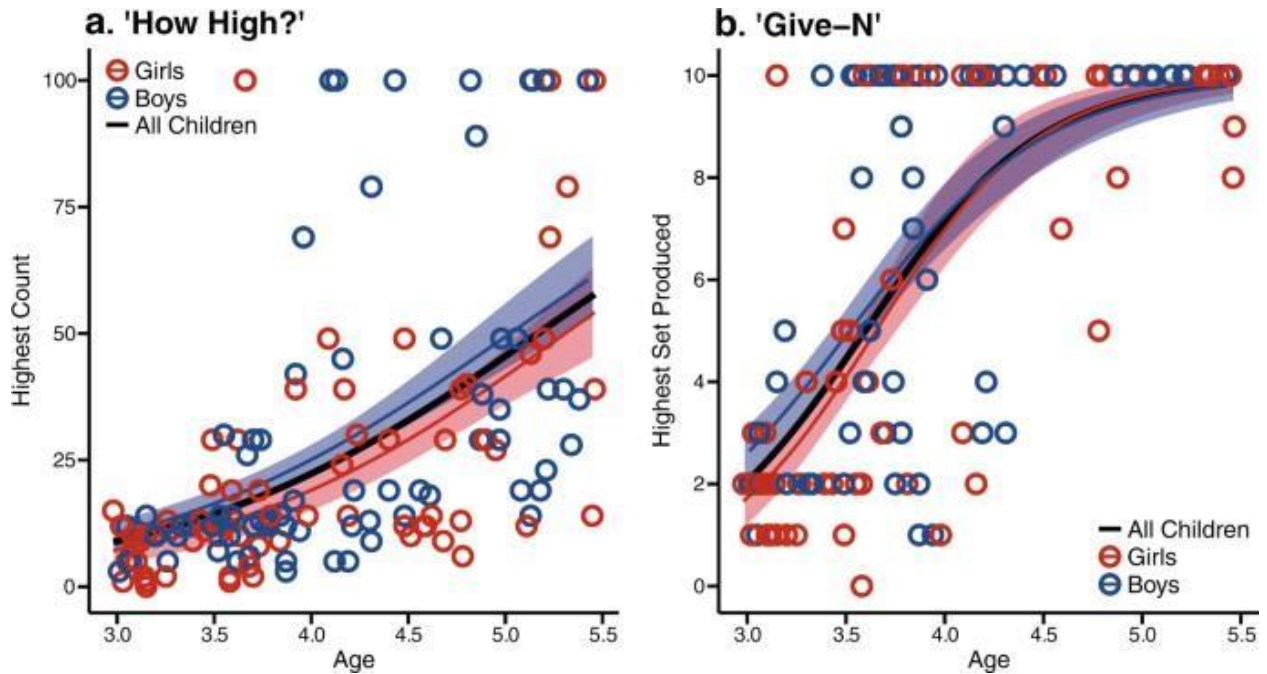 a. 'How High?'
Girls
Boys
All Children
100
75
50
25
0
Highest Count
3.0 3.5 4.0 4.5 5.0 5.5
Age
b. 'Give–N'
10
8
6
4
2
0
Highest Set Produced
All Children
Girls
Boys
3.0 3.5 4.0 4.5 5.0 5.5
Age